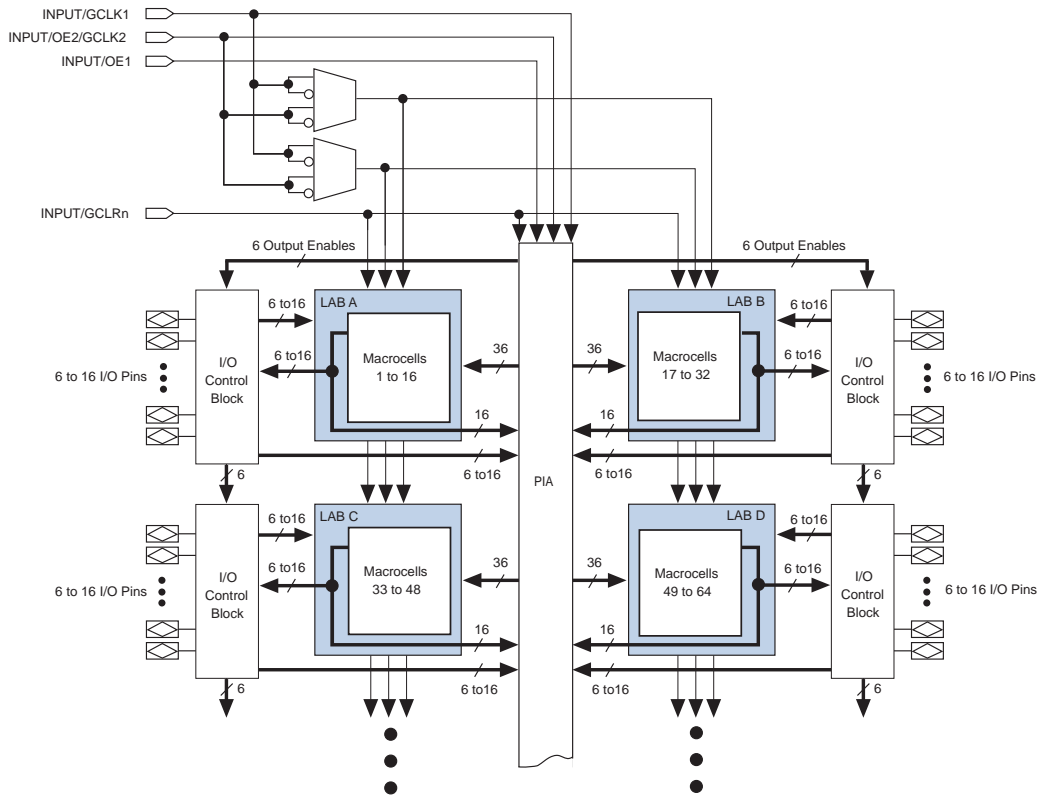 INPUT/GCLK1
INPUT/OE2/GCLK2
INPUT/OE1
INPUT/GCLRn
6 Output Enables
6 Output Enables
LAB A
LAB B
6 to16
6 to16
I/O
Control
Block
6 to16
Macrocells
1 to 16
36
36
Macrocells
17 to 32
6 to16
I/O
Control
Block
6 to 16 I/O Pins
6 to 16 I/O Pins
16
16
6
6 to16
PIA
6 to16
6
LAB C
LAB D
6 to16
6 to16
I/O
Control
Block
6 to16
Macrocells
33 to 48
36
36
Macrocells
49 to 64
6 to16
I/O
Control
Block
6 to 16 I/O Pins
6 to 16 I/O Pins
16
16
6
6 to16
6 to16
6